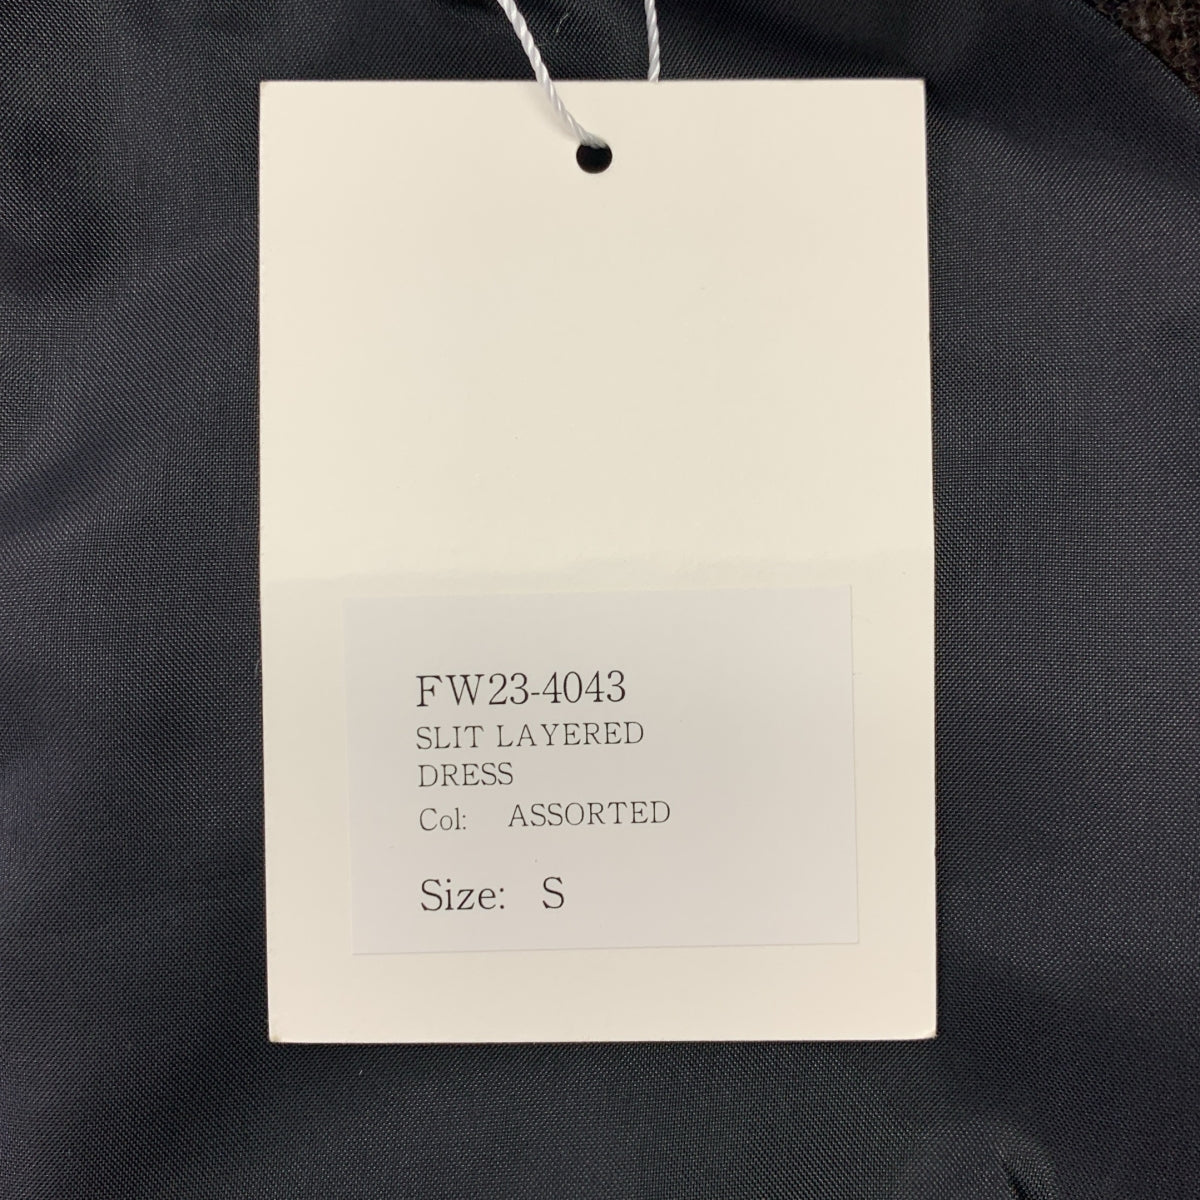 FW23-4043
SLIT LAYERED
DRESS
Col: ASSORTED
Size: S